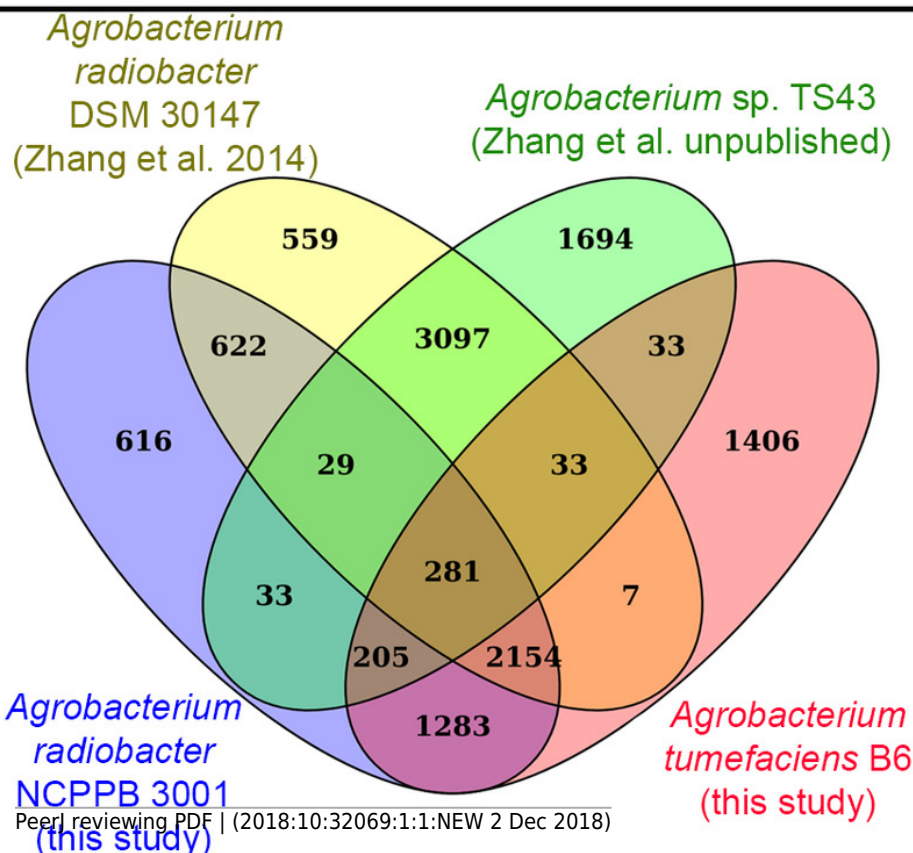 Agrobacterium
radiobacter
DSM 30147
(Zhang et al. 2014)
Agrobacterium sp. TS43
(Zhang et al. unpublished)
559
1694
622
3097
33
616
29
33
1406
33
281
7
205
2154
1283
Agrobacterium
radiobacter
NCPPB 3001
(this study)
Agrobacterium
tumefaciens B6
(this study)
PeerJ reviewing PDF | (2018:10:32069:1:1:NEW 2 Dec 2018)